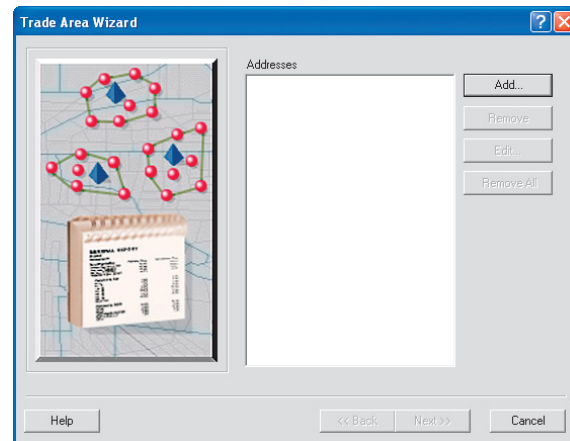 Trade Area Wizard
Addresses
Add...
Remove
Edit...
Remove All
Help
<< Back
Next >>
Cancel